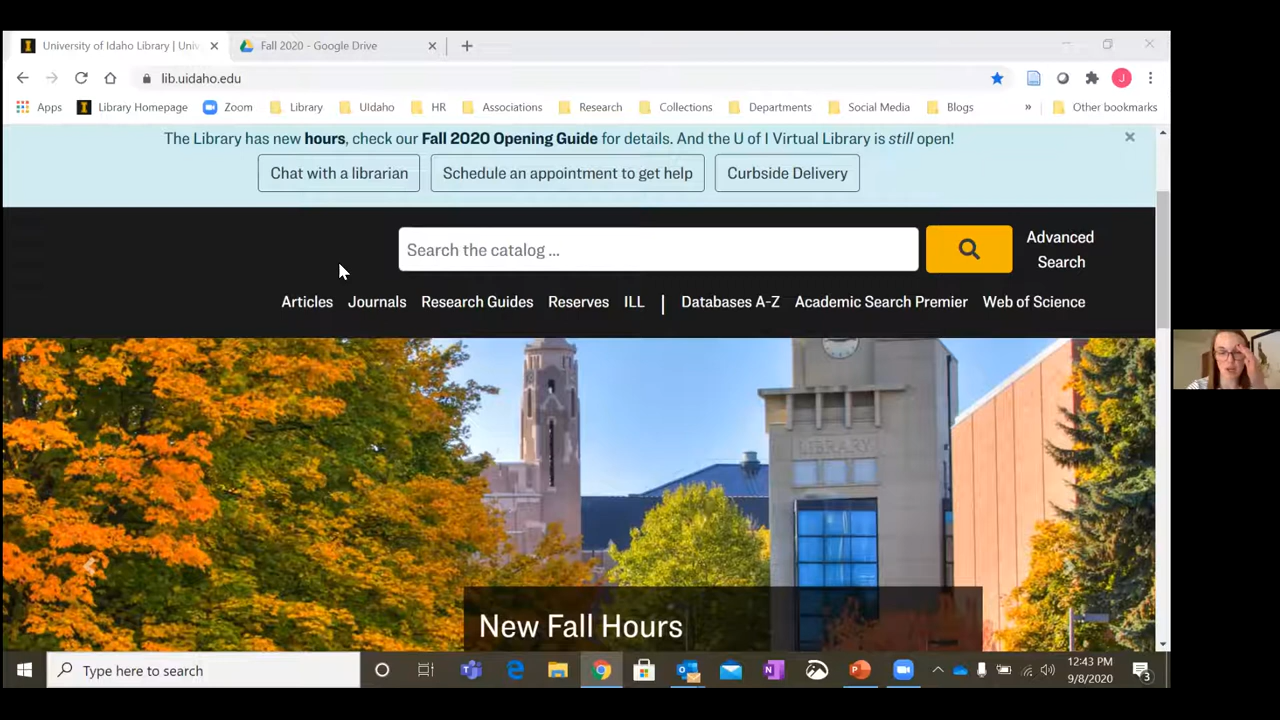 University of Idaho Library | Univ
Fall 2020 - Google Drive
lib.uidaho.edu
J
Apps
Library Homepage
Zoom
Library
UIdaho
HR
Associations
Research
Collections
Departments
Social Media
Blogs
»
Other bookmarks
The Library has new hours, check our Fall 2020 Opening Guide for details. And the U of I Virtual Library is still open!
Chat with a librarian
Schedule an appointment to get help
Curbside Delivery
Search the catalog ...
Advanced
Search
Articles
Journals
Research Guides
Reserves
ILL
Databases A-Z
Academic Search Premier
Web of Science
LIBRARY
New Fall Hours
Type here to search
12:43 PM
9/8/2020
3